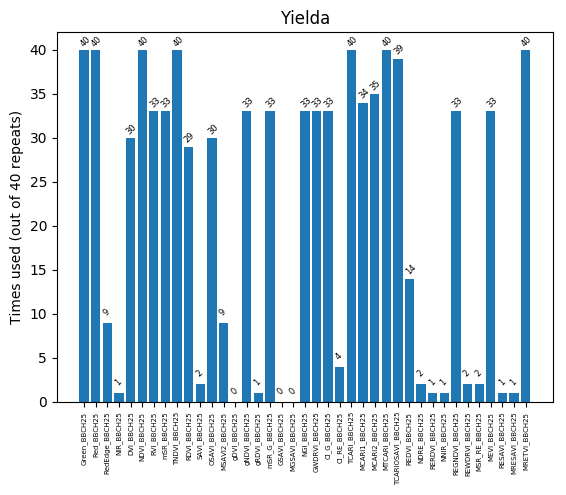 Yielda
Times used (out of 40 repeats)
40
35
30
25
20
15
10
5
0
40
40
9
1
30
40
33
33
40
29
2
30
9
0
33
1
33
0
0
33
33
33
4
40
34
35
40
39
14
2
1
1
33
2
2
33
1
1
40
Green_BBCH25
Red_BBCH25
RedEdge_BBCH25
NIR_BBCH25
DVI_BBCH25
NDVI_BBCH25
RVI_BBCH25
mSR_BBCH25
TNDVI_BBCH25
RDVI_BBCH25
SAVI_BBCH25
OSAVI_BBCH25
MSAVI2_BBCH25
gDVI_BBCH25
gNDVI_BBCH25
gRDVI_BBCH25
mSR_G_BBCH25
GSAVI_BBCH25
MGSAVI_BBCH25
NGI_BBCH25
GWDRVI_BBCH25
CI_G_BBCH25
CI_RE_BBCH25
TCARI_BBCH25
MCARI1_BBCH25
MCARI2_BBCH25
MTCARI_BBCH25
TCARIOSAVI_BBCH25
REDVI_BBCH25
NDRE_BBCH25
RERDVI_BBCH25
NNIR_BBCH25
REGNDVI_BBCH25
REWDRVI_BBCH25
MSR_RE_BBCH25
MEVI_BBCH25
RESAVI_BBCH25
MRESAVI_BBCH25
MRETVI_BBCH25